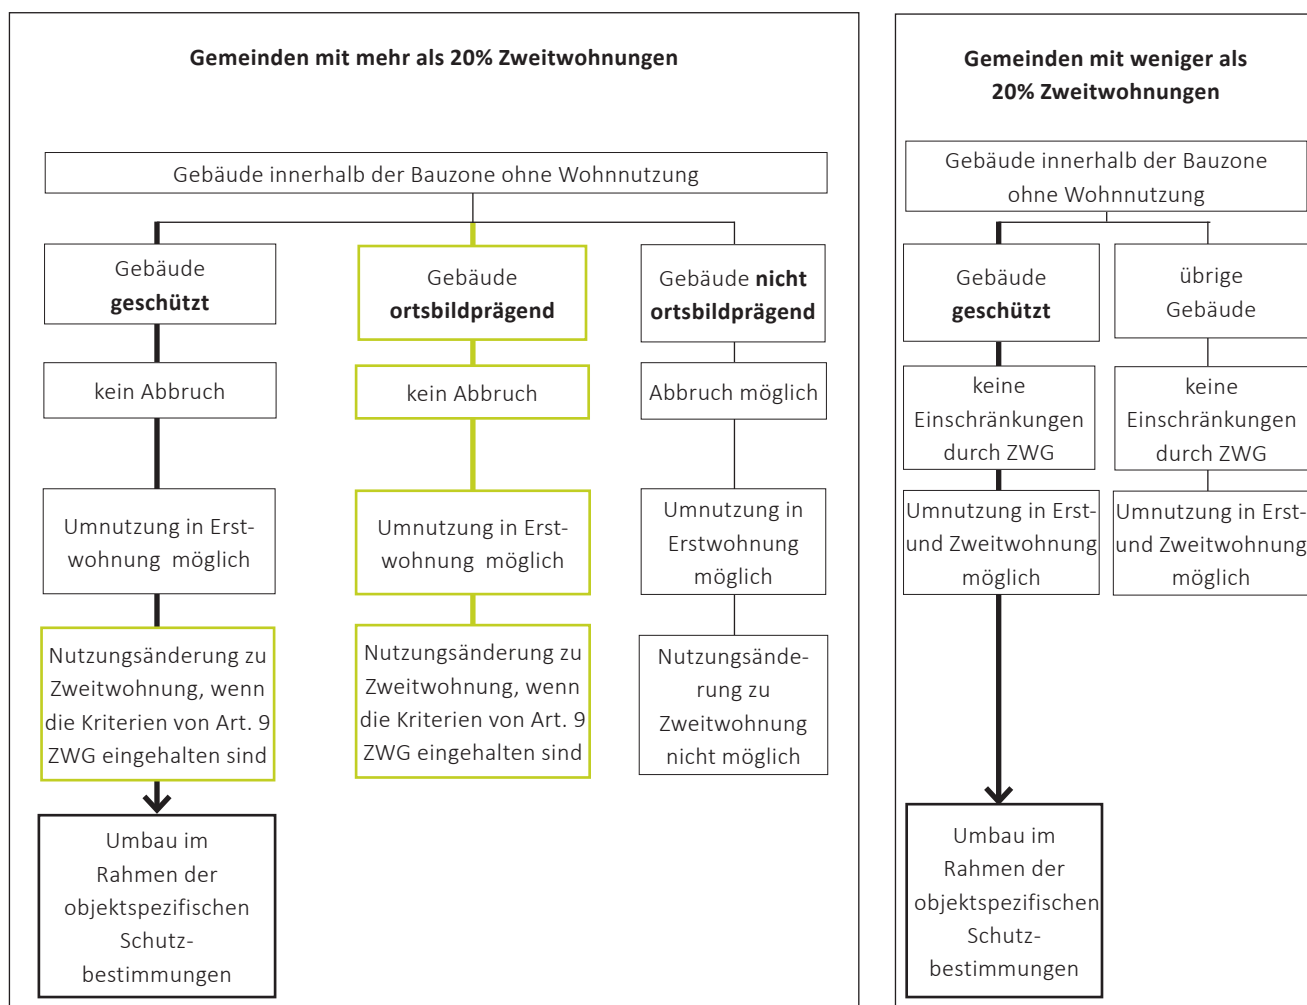 Gemeinden mit mehr als 20% Zweitwohnungen
Gebäude innerhalb der Bauzone ohne Wohnnutzung
Gebäude
geschützt
kein Abbruch
Umnutzung in Erst-
wohnung möglich
Nutzungsänderung zu
Zweitwohnung, wenn
die Kriterien von Art. 9
ZWG eingehalten sind
Umbau im
Rahmen der
objektspezifischen
Schutz-
bestimmungen
Gebäude
ortsbildprägend
kein Abbruch
Umnutzung in Erst-
wohnung möglich
Nutzungsänderung zu
Zweitwohnung, wenn
die Kriterien von Art. 9
ZWG eingehalten sind
Gebäude nicht
ortsbildprägend
Abbruch möglich
Umnutzung in
Erstwohnung
möglich
Nutzungsände-
rung zu
Zweitwohnung
nicht möglich
Gemeinden mit weniger als
20% Zweitwohnungen
Gebäude innerhalb der Bauzone
ohne Wohnnutzung
Gebäude
geschützt
keine
Einschränkungen
durch ZWG
Umnutzung in Erst-
und Zweitwohnung
möglich
Umbau im
Rahmen der
objektspezifischen
Schutz-
bestimmungen
übrige
Gebäude
keine
Einschränkungen
durch ZWG
Umnutzung in Erst-
und Zweitwohnung
möglich